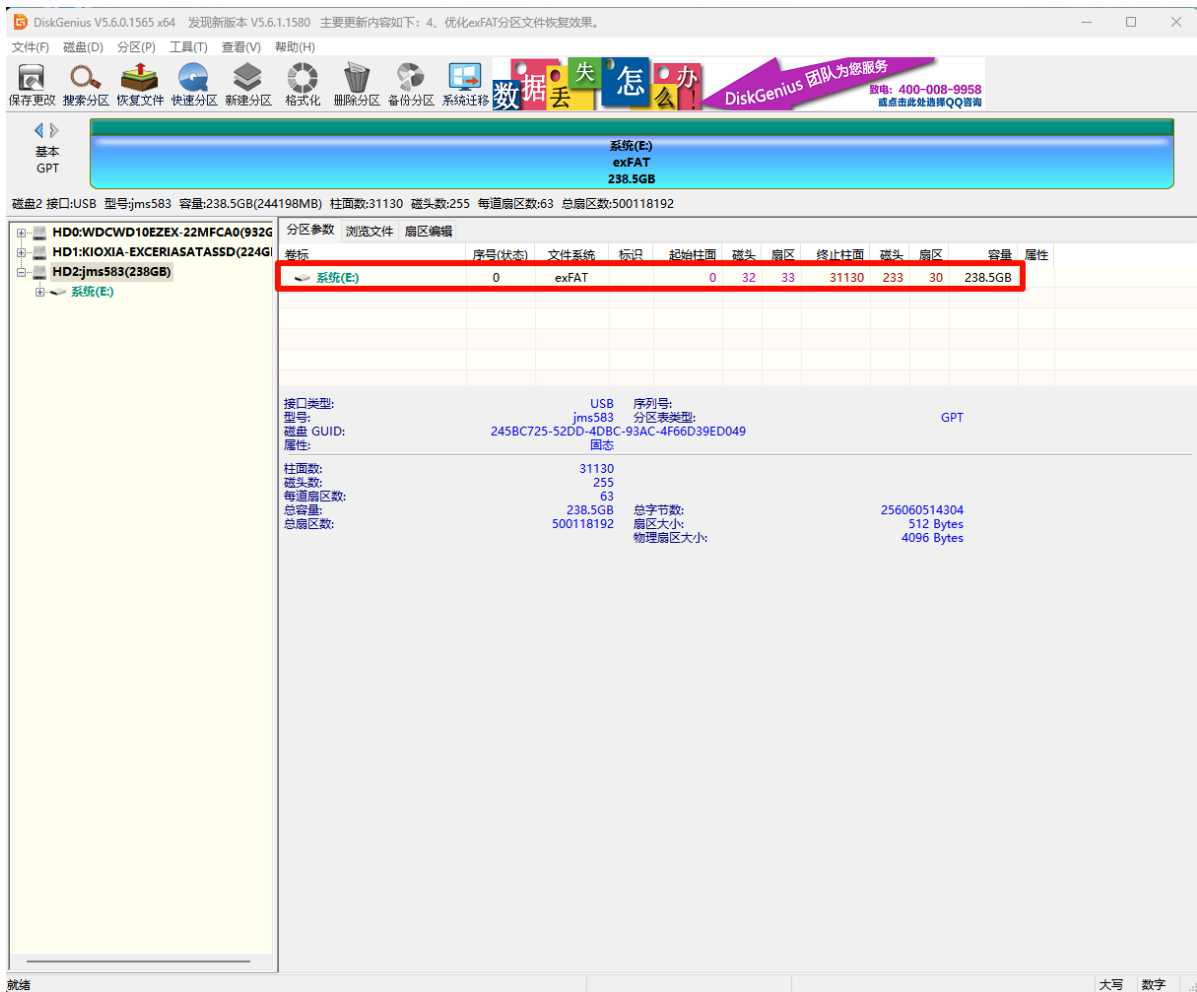 DiskGenius V5.6.0.1565 x64 发现新版本 V5.6.1.1580 主要更新内容如下：4、优化exFAT分区文件恢复效果。
文件(F) 磁盘(D) 分区(P) 工具(T) 查看(V) 帮助(H)
保存更改 搜索分区 恢复文件 快速分区 新建分区 格式化 删除分区 备份分区 系统迁移
数据丢失怎么办!
DiskGenius 团队为您服务
致电: 400-008-9958
或点击此处选择QQ咨询
基本
GPT
系统(E:)
exFAT
238.5GB
磁盘2 接口:USB 型号:jms583 容量:238.5GB(244198MB) 柱面数:31130 磁头数:255 每道扇区数:63 总扇区数:500118192
HD0:WDCWD10EZEX-22MFCA0(932G
HD1:KIOXIA-EXCERIASATASSD(224GI
HD2:jms583(238GB)
系统(E:)
分区参数 浏览文件 扇区编辑
卷标 序号(状态) 文件系统 标识 起始柱面 磁头 扇区 终止柱面 磁头 扇区 容量 属性
系统(E:) 0 exFAT 0 32 33 31130 233 30 238.5GB
接口类型: USB 序列号:
型号: jms583 分区表类型: GPT
磁盘 GUID: 245BC725-52DD-4DBC-93AC-4F66D39ED049
属性: 固态
柱面数: 31130
磁头数: 255
每道扇区数: 63
总容量: 238.5GB 总字节数: 256060514304
总扇区数: 500118192 扇区大小: 512 Bytes
物理扇区大小: 4096 Bytes
就绪 大写 数字